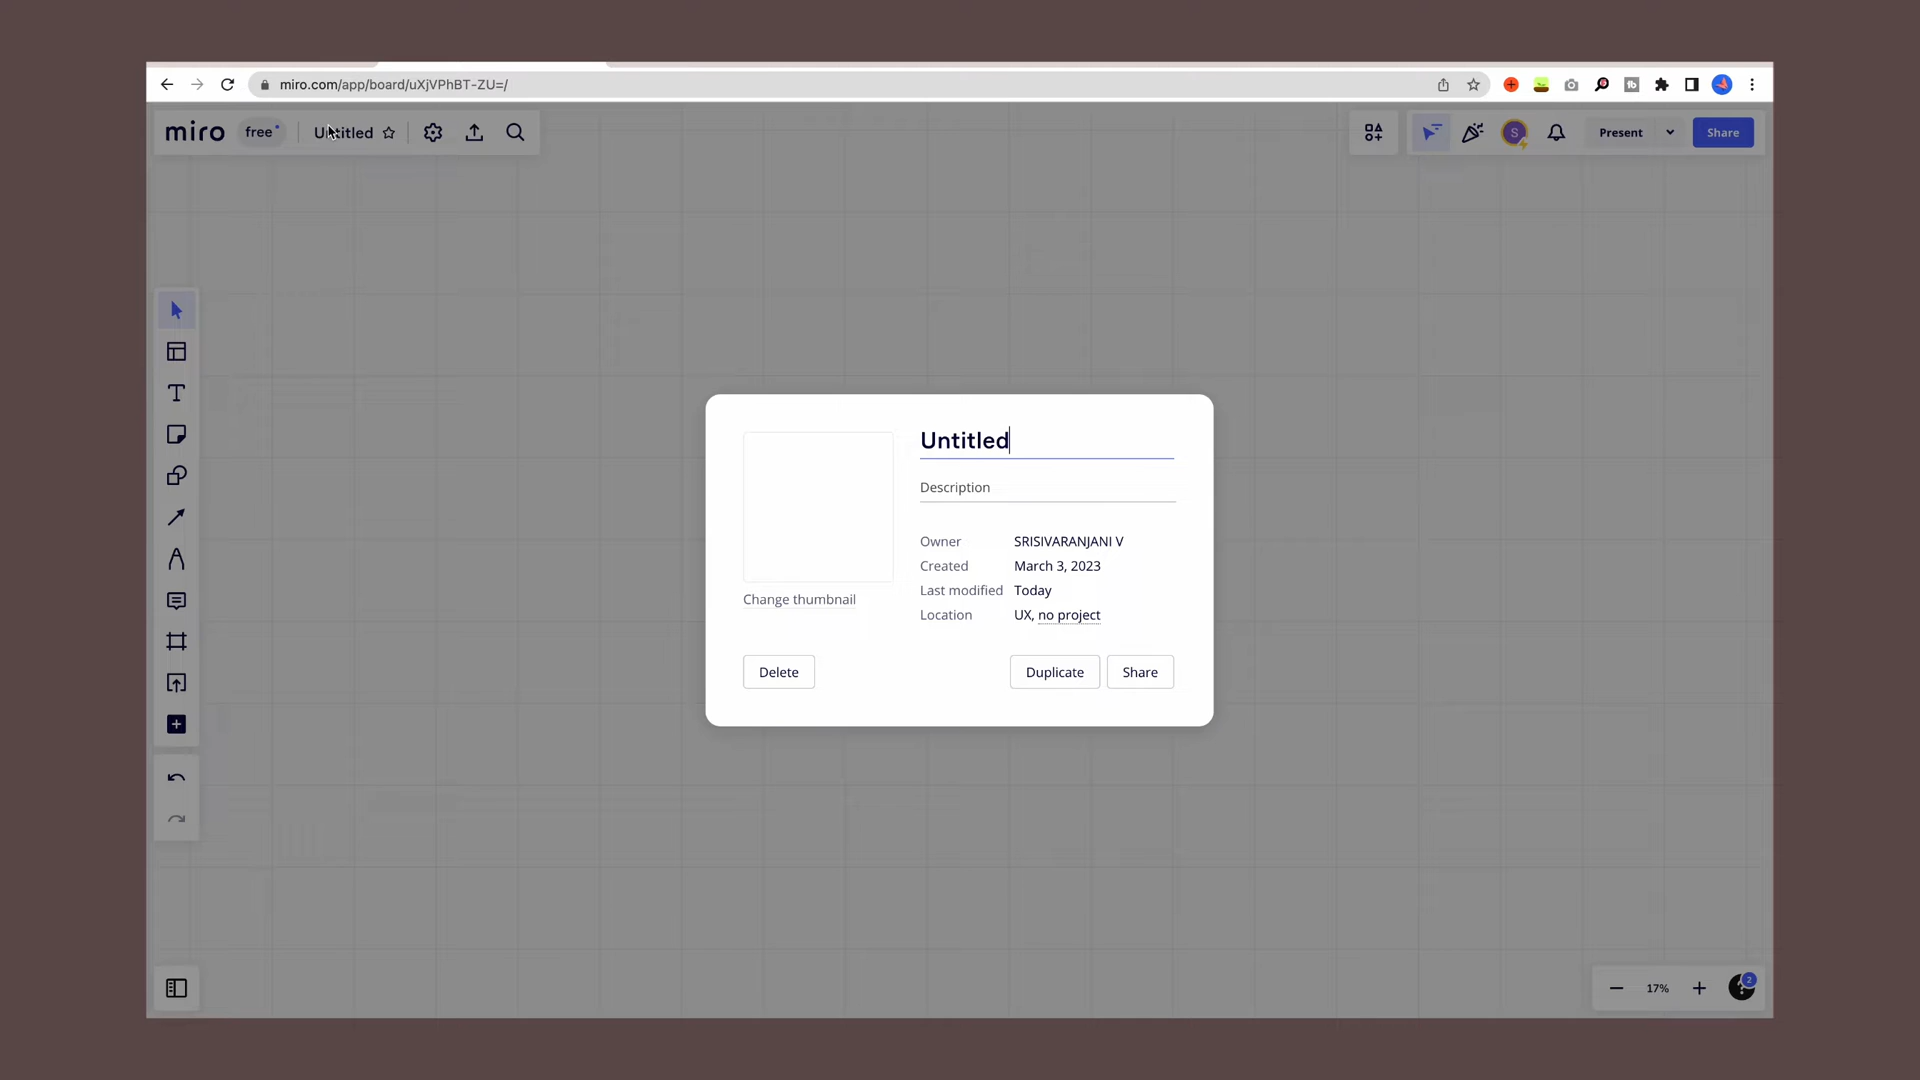 miro.com/app/board/uXjVPhBT-ZU=/
miro free Untitled
S Present Share
Untitled
Description
Owner SRISIVARANJANI V
Created March 3, 2023
Last modified Today
Location UX, no project
Change thumbnail
Delete Duplicate Share
17% ? 2